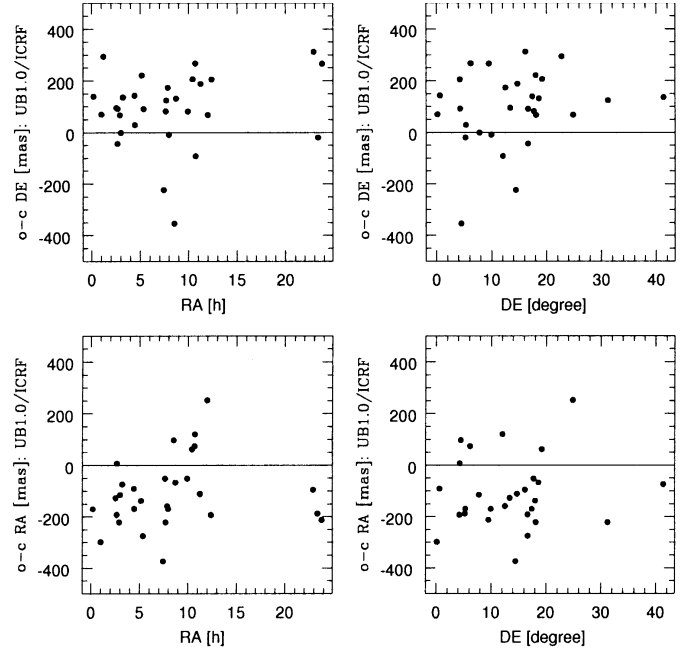 o-c DE [mas]: UB1.0/ICRF
400
200
0
-200
-400
0 5 10 15 20
RA [h]
o-c DE [mas]: UB1.0/ICRF
400
200
0
-200
-400
0 10 20 30 40
DE [degree]
o-c RA [mas]: UB1.0/ICRF
400
200
0
-200
-400
0 5 10 15 20
RA [h]
o-c RA [mas]: UB1.0/ICRF
400
200
0
-200
-400
0 10 20 30 40
DE [degree]